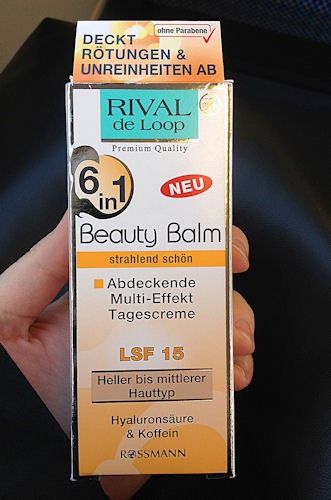 ohne Parabene
DECKT
RÖTUNGEN &
UNREINHEITEN AB
RIVAL
de Loop
Premium Quality
6 in 1
NEU
Beauty Balm
strahlend schön
Abdeckende
Multi-Effekt
Tagescreme
LSF 15
Heller bis mittlerer
Hauttyp
Hyaluronsäure
& Koffein
ROSSMANN